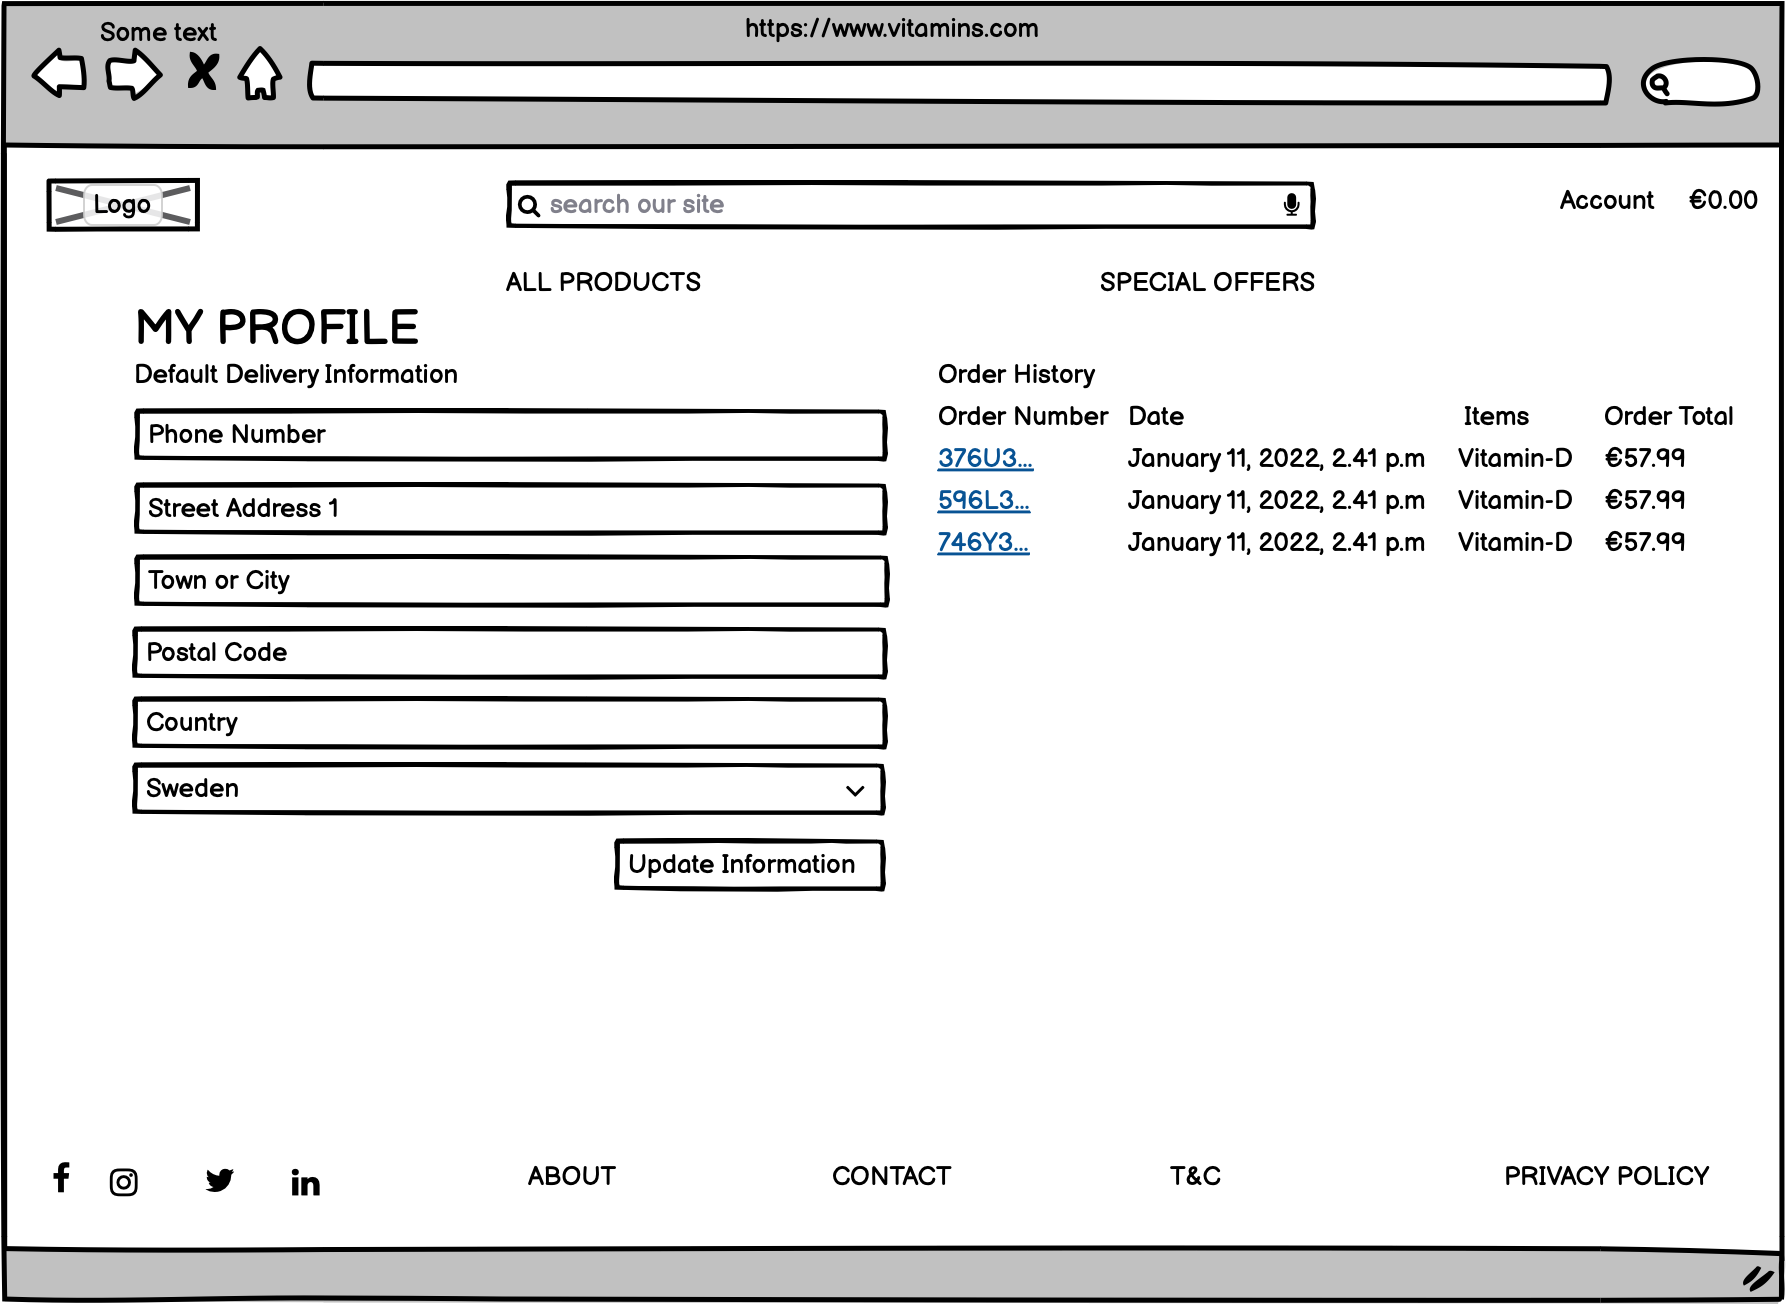 Some text
https://www.vitamins.com
Logo
search our site
Account €0.00
ALL PRODUCTS SPECIAL OFFERS
MY PROFILE
Default Delivery Information
Phone Number
Street Address 1
Town or City
Postal Code
Country
Sweden
Update Information
Order History
Order Number Date Items Order Total
376U3... January 11, 2022, 2.41 p.m Vitamin-D €57.99
596L3... January 11, 2022, 2.41 p.m Vitamin-D €57.99
746Y3... January 11, 2022, 2.41 p.m Vitamin-D €57.99
ABOUT CONTACT T&C PRIVACY POLICY